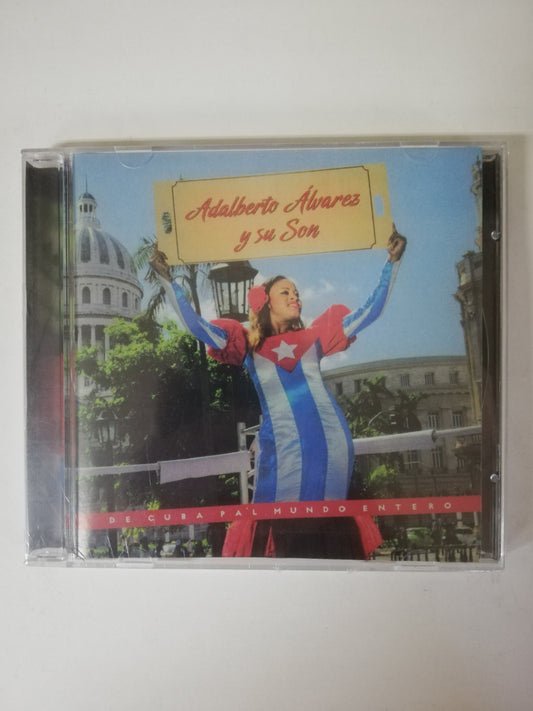 Adalberto Álvarez
y su Son
DE CUBA PA'L MUNDO ENTERO